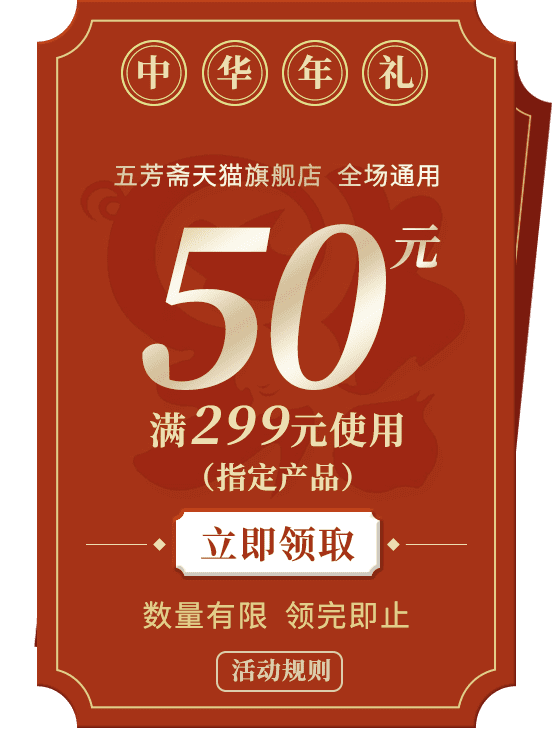 中华年礼
五芳斋天猫旗舰店 全场通用
50元
满299元使用
（指定产品）
立即领取
数量有限 领完即止
活动规则